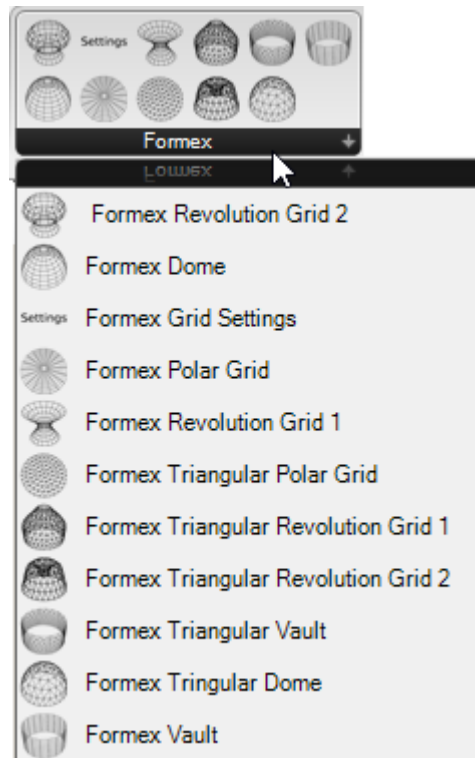 Settings
Formex
Formex
Formex Revolution Grid 2
Formex Dome
Settings Formex Grid Settings
Formex Polar Grid
Formex Revolution Grid 1
Formex Triangular Polar Grid
Formex Triangular Revolution Grid 1
Formex Triangular Revolution Grid 2
Formex Triangular Vault
Formex Tringular Dome
Formex Vault